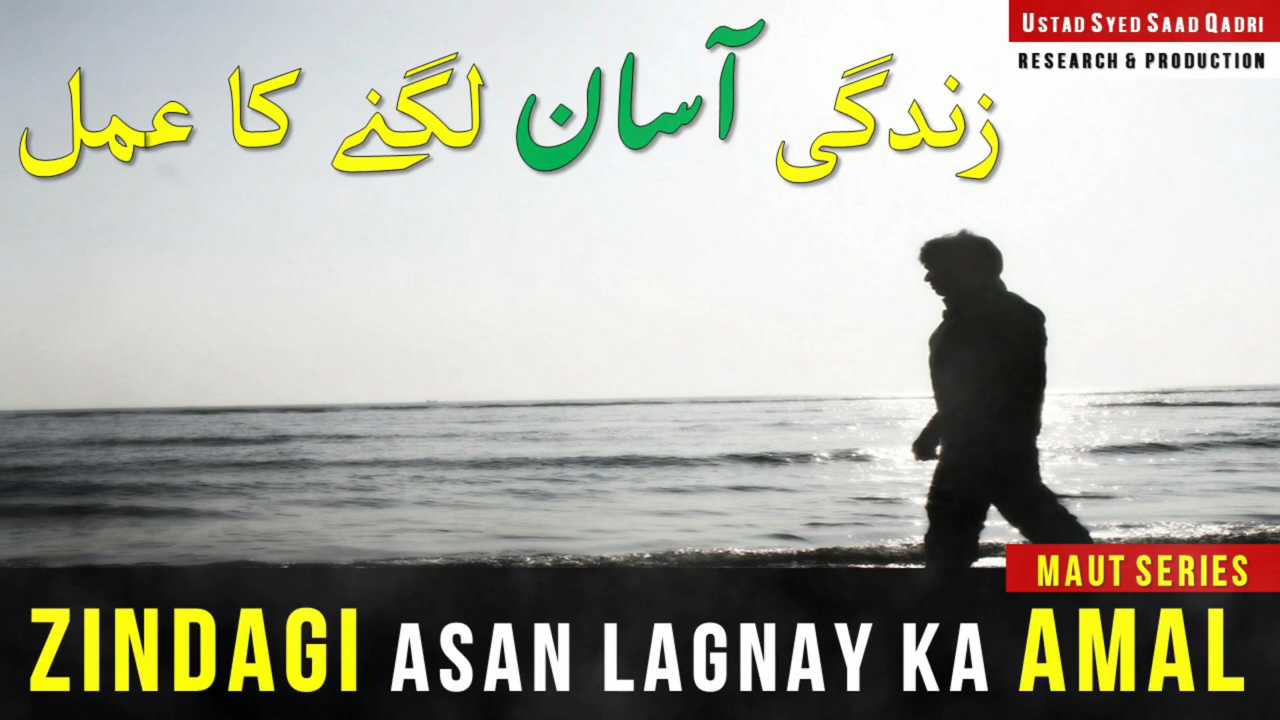 USTAD SYED SAAD QADRI
RESEARCH & PRODUCTION
زندگی آسان لگنے کا عمل
MAUT SERIES
ZINDAGI ASAN LAGNAY KA AMAL